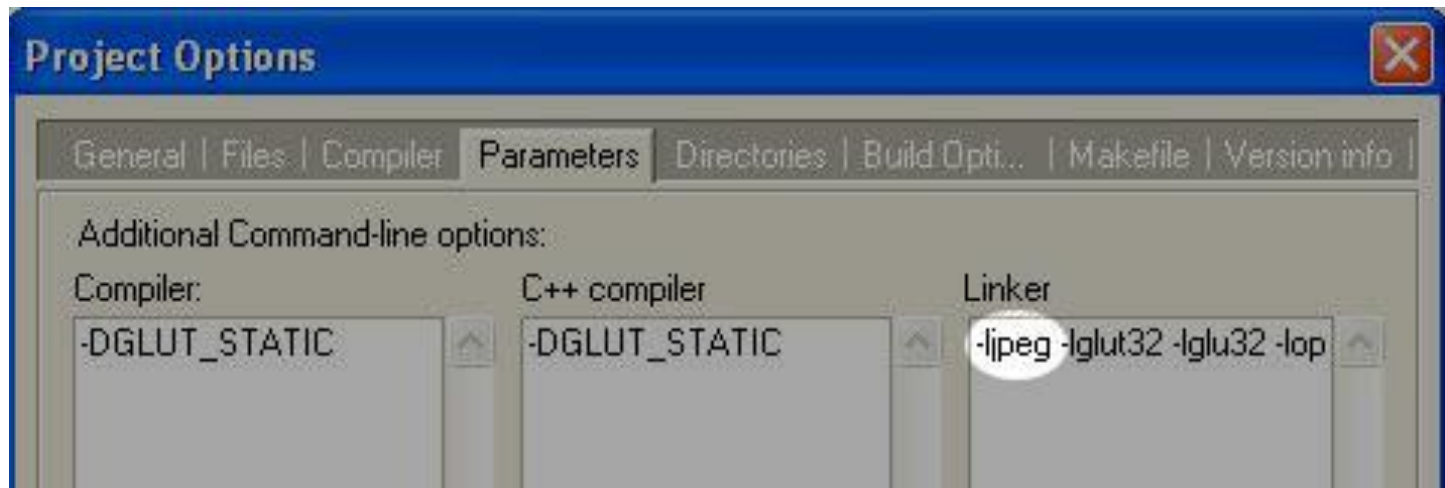 Project Options
General | Files | Compiler | Parameters | Directories | Build Opti... | Makefile | Version info |
Additional Command-line options:
Compiler: C++ compiler Linker
-DGLUT_STATIC -DGLUT_STATIC -ljpeg -lglut32 -lglu32 -lop